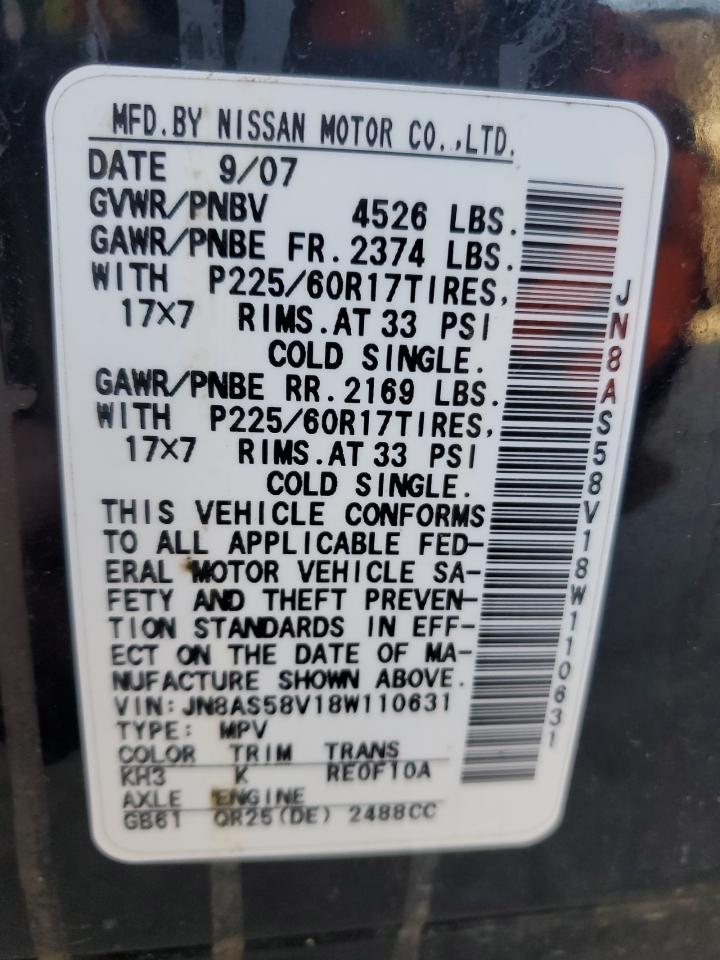 MFD.BY NISSAN MOTOR CO.,LTD.
DATE 9/07
GVWR/PNBV 4526 LBS.
GAWR/PNBE FR.2374 LBS.
WITH P225/60R17TIRES,
17X7 RIMS.AT 33 PSI
COLD SINGLE.
GAWR/PNBE RR.2169 LBS.
WITH P225/60R17TIRES,
17X7 RIMS.AT 33 PSI
COLD SINGLE.
THIS VEHICLE CONFORMS
TO ALL APPLICABLE FED-
ERAL MOTOR VEHICLE SA-
FETY AND THEFT PREVEN-
TION STANDARDS IN EFF-
ECT ON THE DATE OF MA-
NUFACTURE SHOWN ABOVE.
VIN:JN8AS58V18W110631
TYPE: MPV
COLOR TRIM TRANS
KH3 K RE0F10A
AXLE ENGINE
GB61 QR25(DE) 2488CC
JN8AS58V18W110631